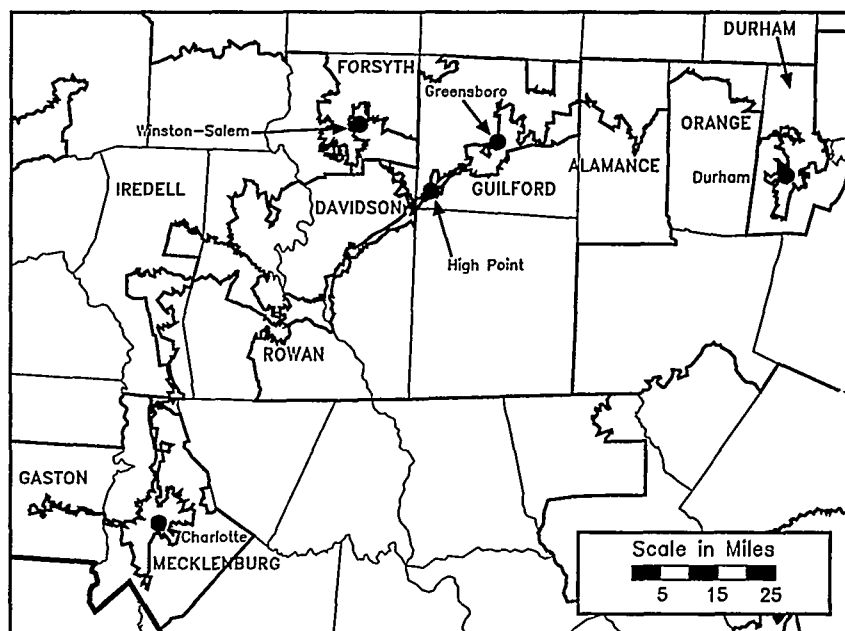 DURHAM
FORSYTH
Greensboro
Winston-Salem
ORANGE
ALAMANCE
IREDELL
DAVIDSON
GUILFORD
Durham
High Point
ROWAN
GASTON
Charlotte
MECKLENBURG
Scale in Miles
5 15 25